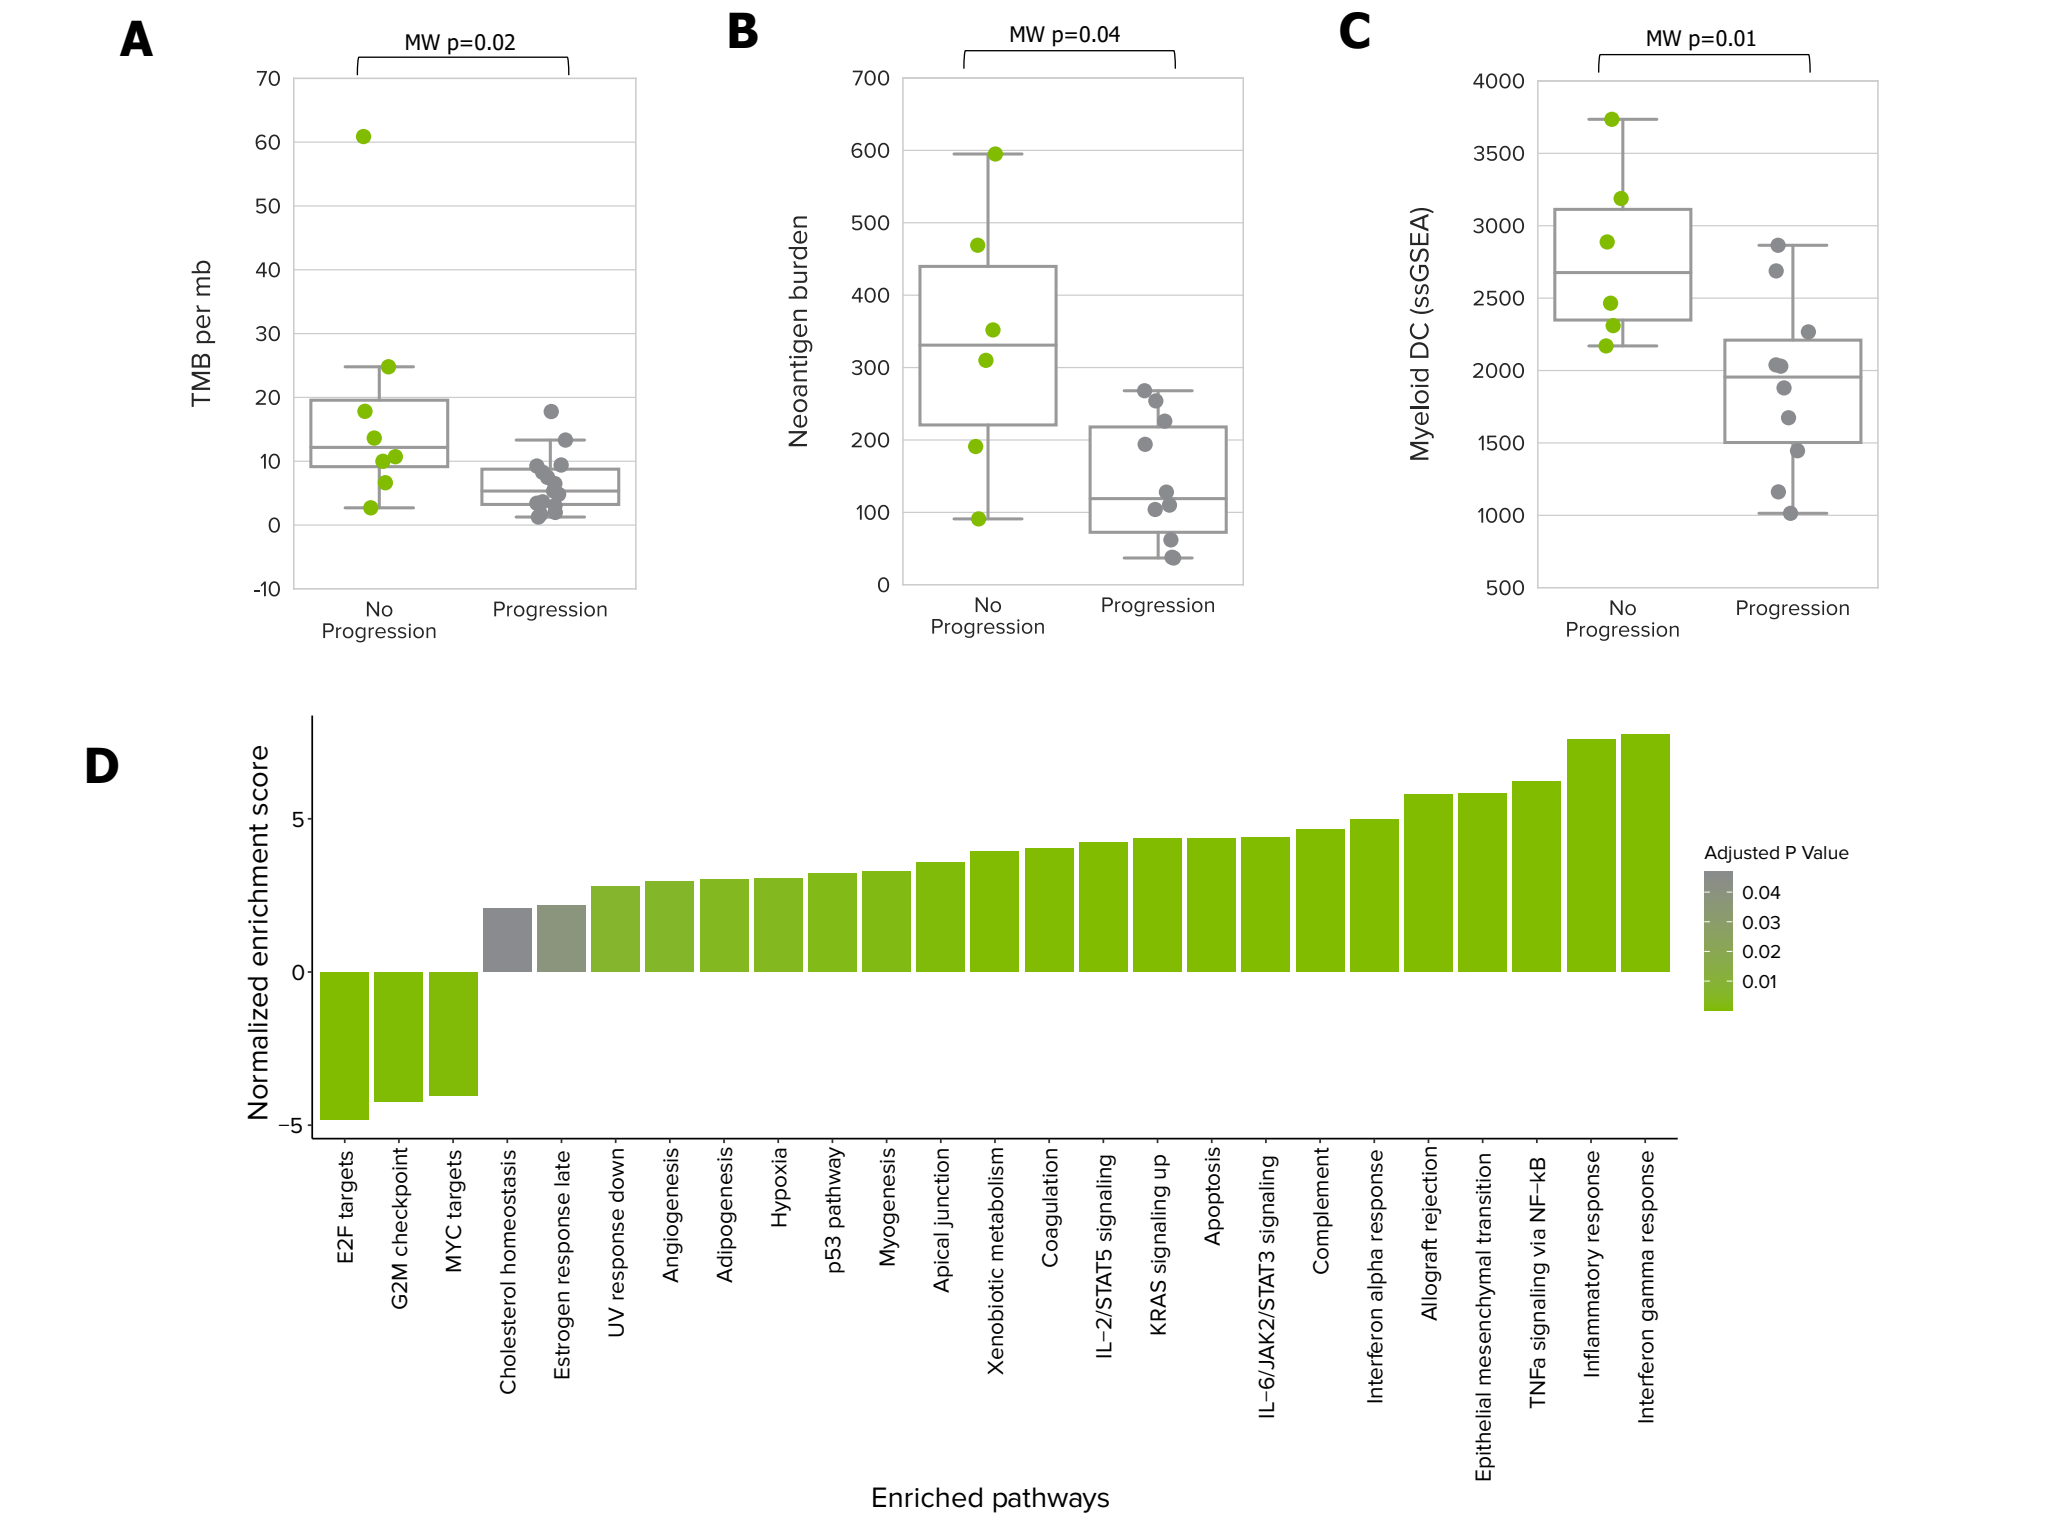 A
MW p=0.02
70
60
50
40
30
20
10
0
-10
TMB per mb
No
Progression
Progression
B
MW p=0.04
700
600
500
400
300
200
100
0
Neoantigen burden
No
Progression
Progression
C
MW p=0.01
4000
3500
3000
2500
2000
1500
1000
500
Myeloid DC (ssGSEA)
No
Progression
Progression
D
Normalized enrichment score
5
0
−5
E2F targets
G2M checkpoint
MYC targets
Cholesterol homeostasis
Estrogen response late
UV response down
Angiogenesis
Adipogenesis
Hypoxia
p53 pathway
Myogenesis
Apical junction
Xenobiotic metabolism
Coagulation
IL−2/STAT5 signaling
KRAS signaling up
Apoptosis
IL−6/JAK2/STAT3 signaling
Complement
Interferon alpha response
Allograft rejection
Epithelial mesenchymal transition
TNFa signaling via NF−kB
Inflammatory response
Interferon gamma response
Enriched pathways
Adjusted P Value
0.04
0.03
0.02
0.01